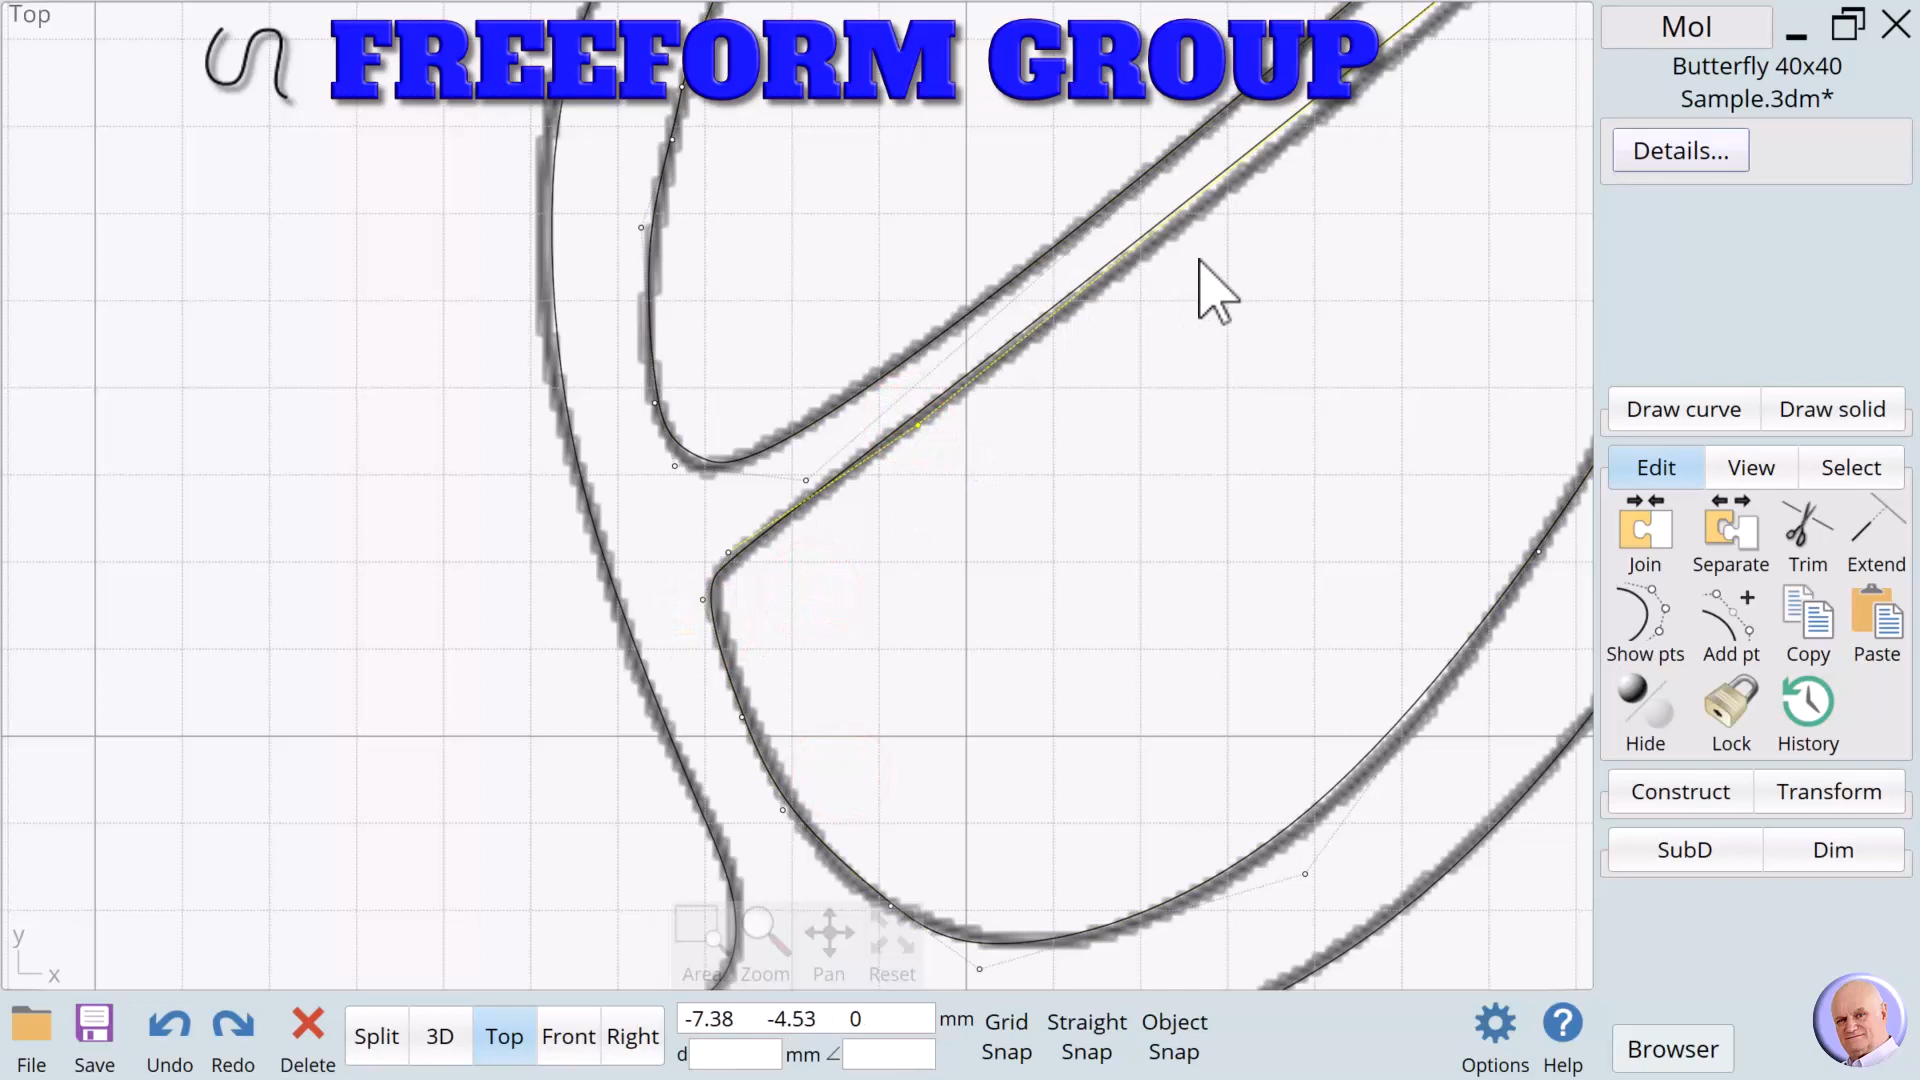 Top
FREEFORM GROUP
MoI
Butterfly 40x40
Sample.3dm*
Details...
Draw curve Draw solid
Edit View Select
Join Separate Trim Extend
Show pts Add pt Copy Paste
Hide Lock History
Construct Transform
SubD Dim
y
x
Area Zoom Pan Reset
File Save Undo Redo Delete
Split 3D Top Front Right
-7.38 -4.53 0 mm
d mm
Grid Snap
Straight Snap
Object Snap
Options Help
Browser